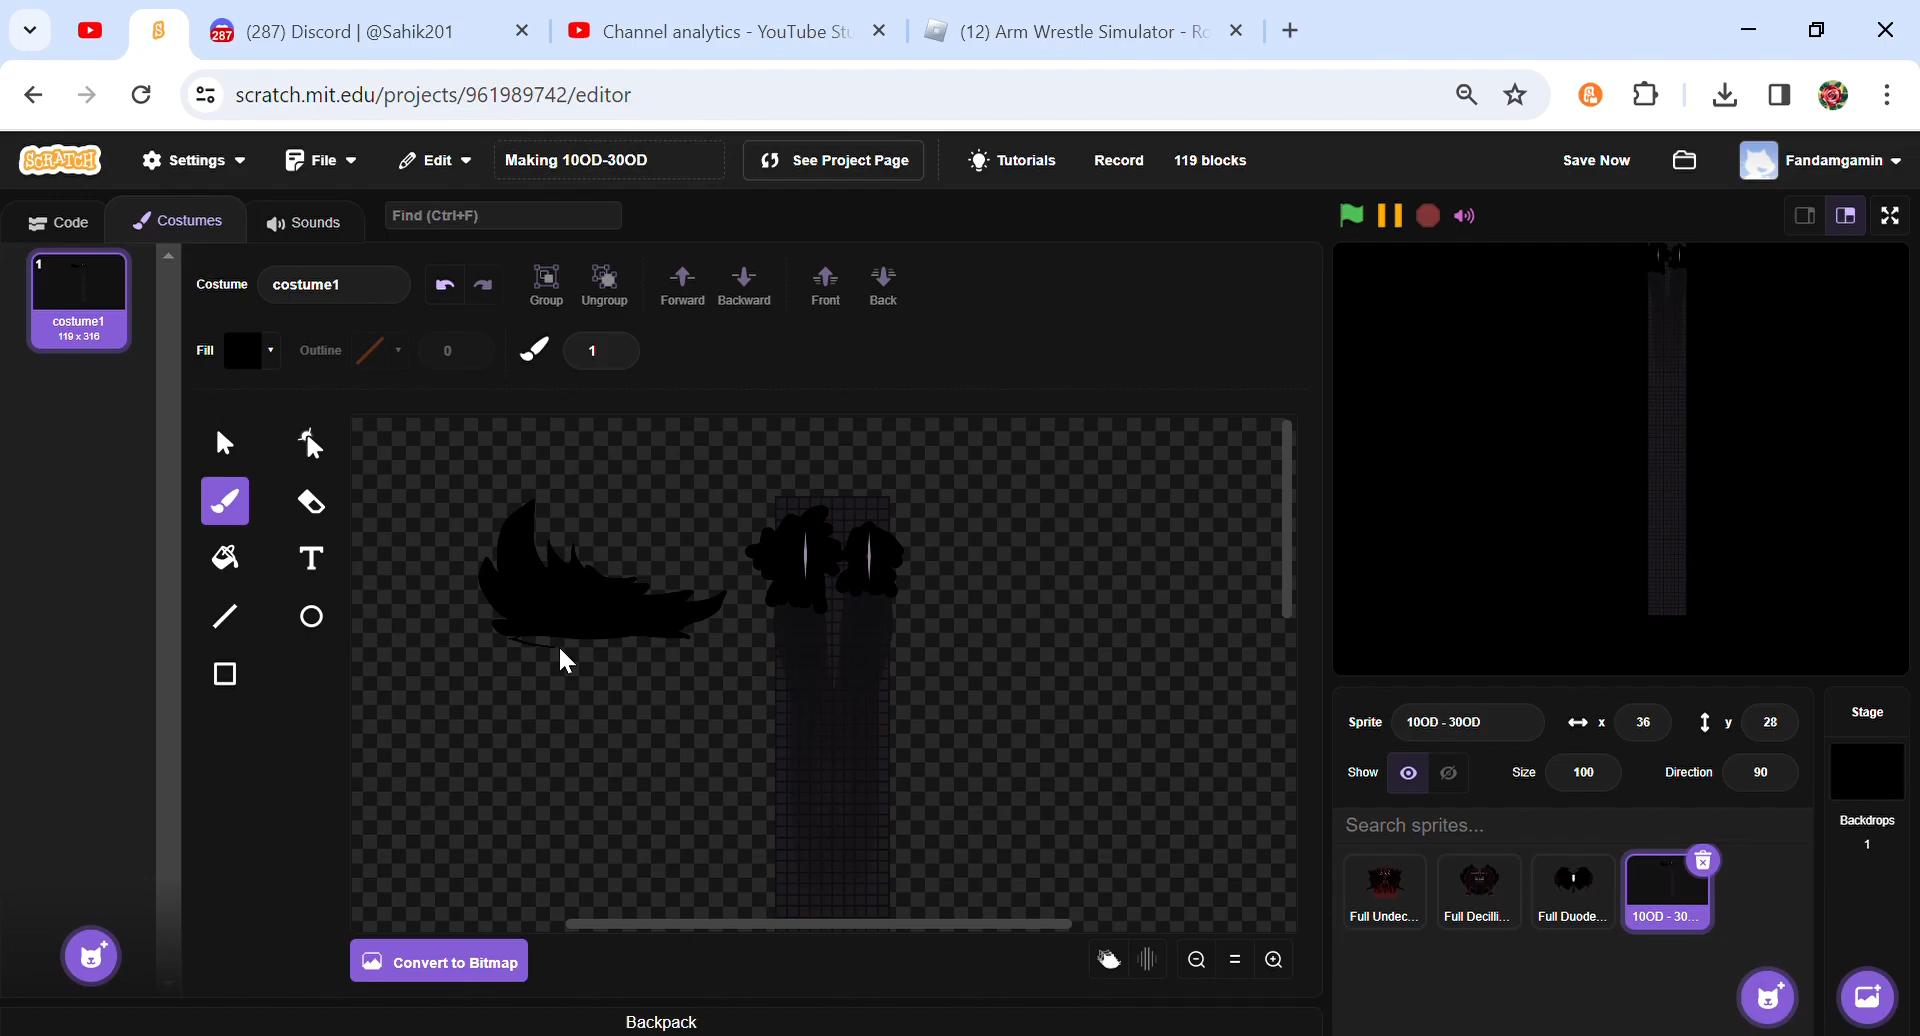 287
(287) Discord | @Sahik201
Channel analytics - YouTube Stu
(12) Arm Wrestle Simulator - Ro
scratch.mit.edu/projects/961989742/editor
SCRATCH
Settings
File
Edit
Making 10OD-30OD
See Project Page
Tutorials
Record
119 blocks
Save Now
Fandamgamin
Code
Costumes
Sounds
Find (Ctrl+F)
1
costume1
119 x 316
Costume
costume1
Group
Ungroup
Forward
Backward
Front
Back
Fill
Outline
0
1
T
Convert to Bitmap
Backpack
Sprite
10OD - 30OD
x
36
y
28
Show
Size
100
Direction
90
Search sprites...
Full Undec...
Full Decilli...
Full Duode...
10OD - 30...
Stage
Backdrops
1